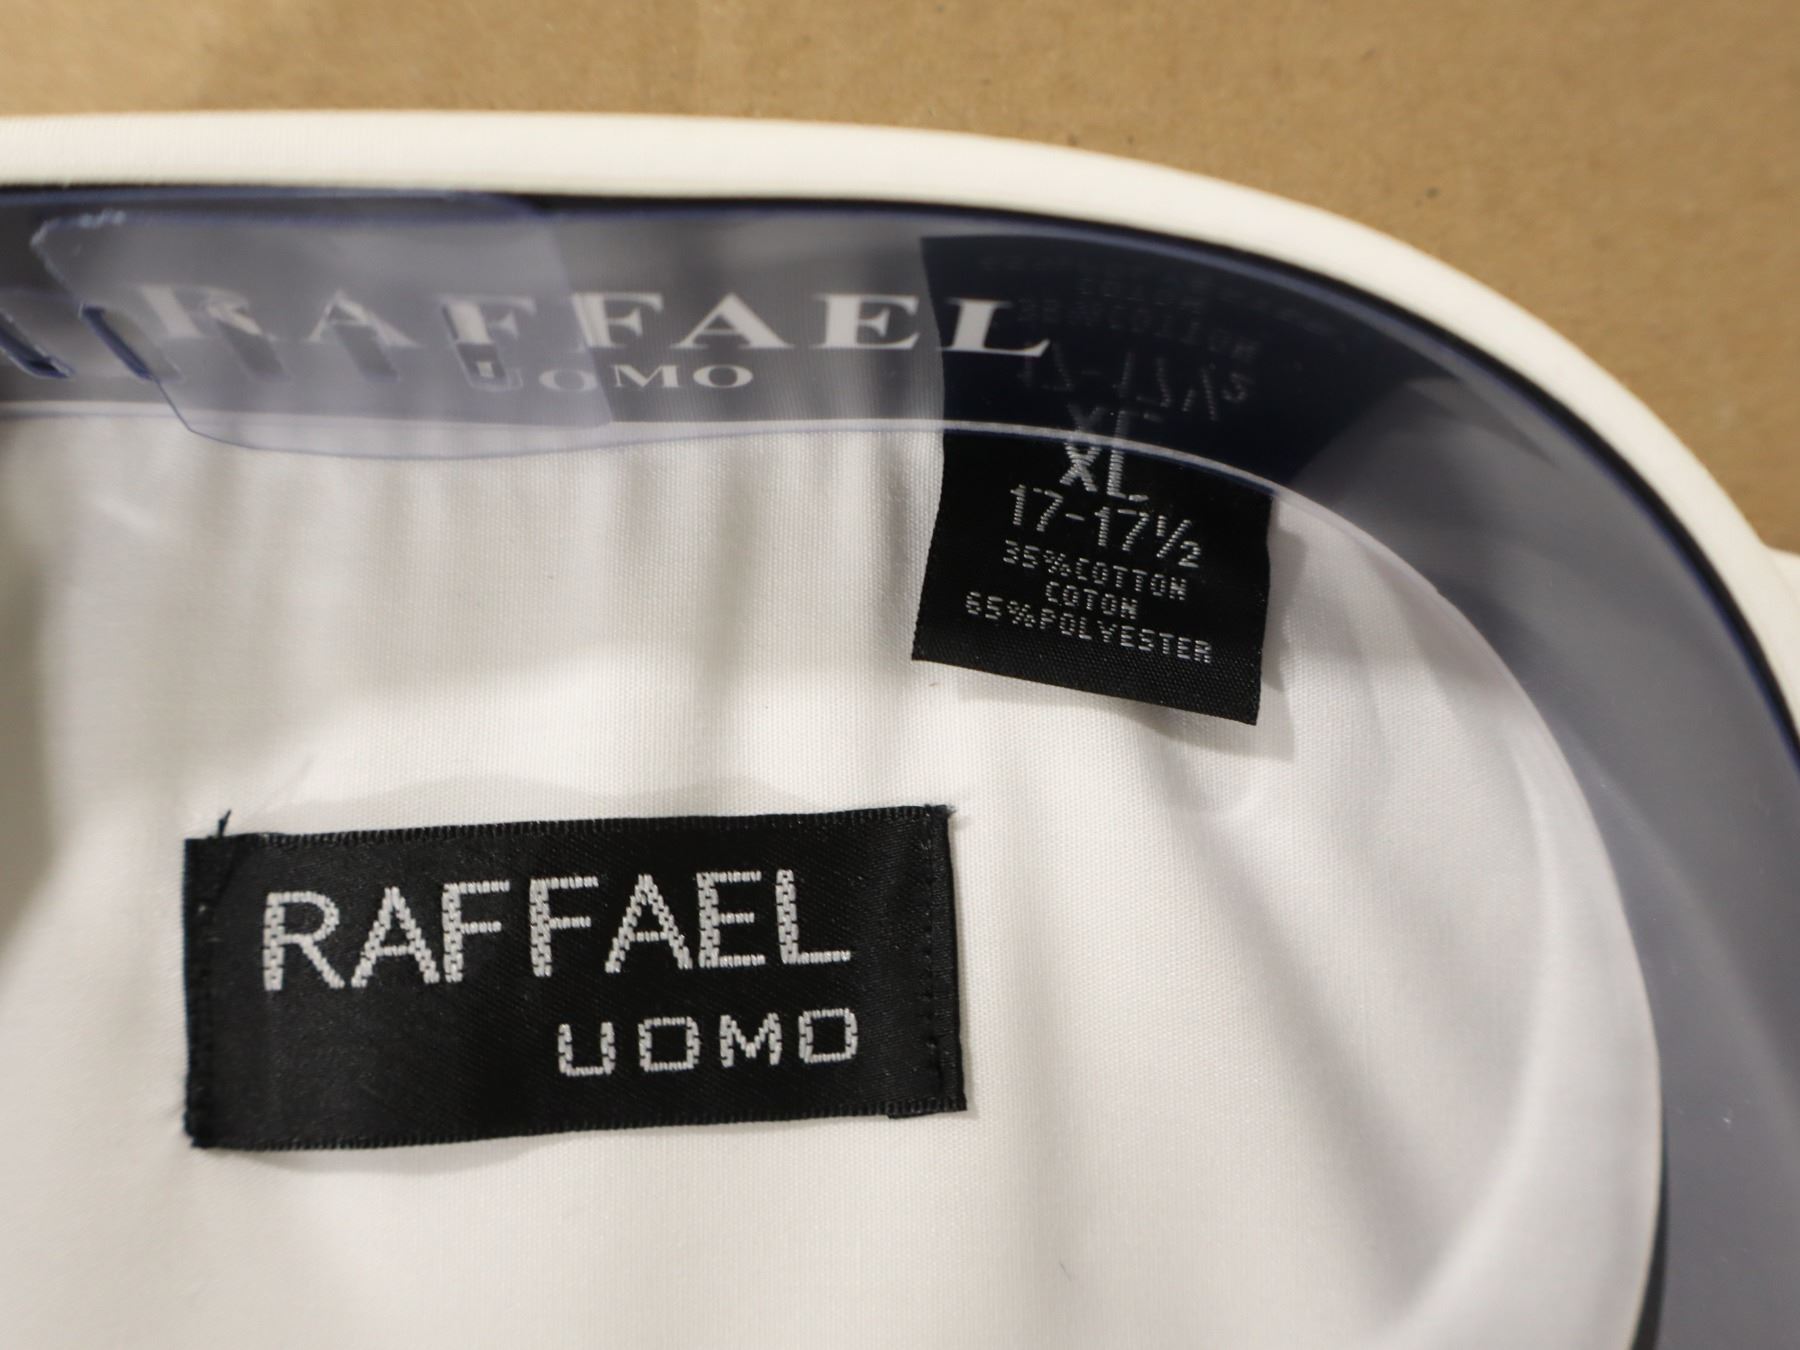 RAFFAEL
UOMO
XL
17-17½
35%COTTON
COTON
65%POLYESTER
RAFFAEL
UOMO